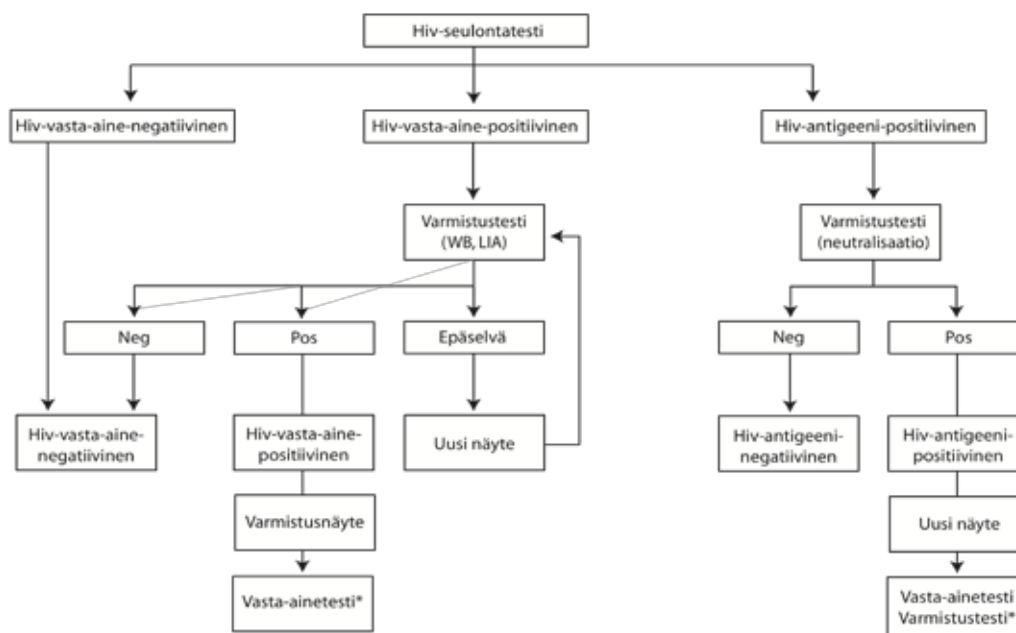 Hiv-seulontatesti
Hiv-vasta-aine-negatiivinen
Hiv-vasta-aine-positiivinen
Hiv-antigeeni-positiivinen
Varmistustesti
(WB, LIA)
Varmistustesti
(neutralisaatio)
Neg
Pos
Epäselvä
Neg
Pos
Hiv-vasta-aine-
negatiivinen
Hiv-vasta-aine-
positiivinen
Uusi näyte
Hiv-antigeeni-
negatiivinen
Hiv-antigeeni-
positiivinen
Varmistusnäyte
Uusi näyte
Vasta-ainetesti*
Vasta-ainetesti
Varmistustesti*